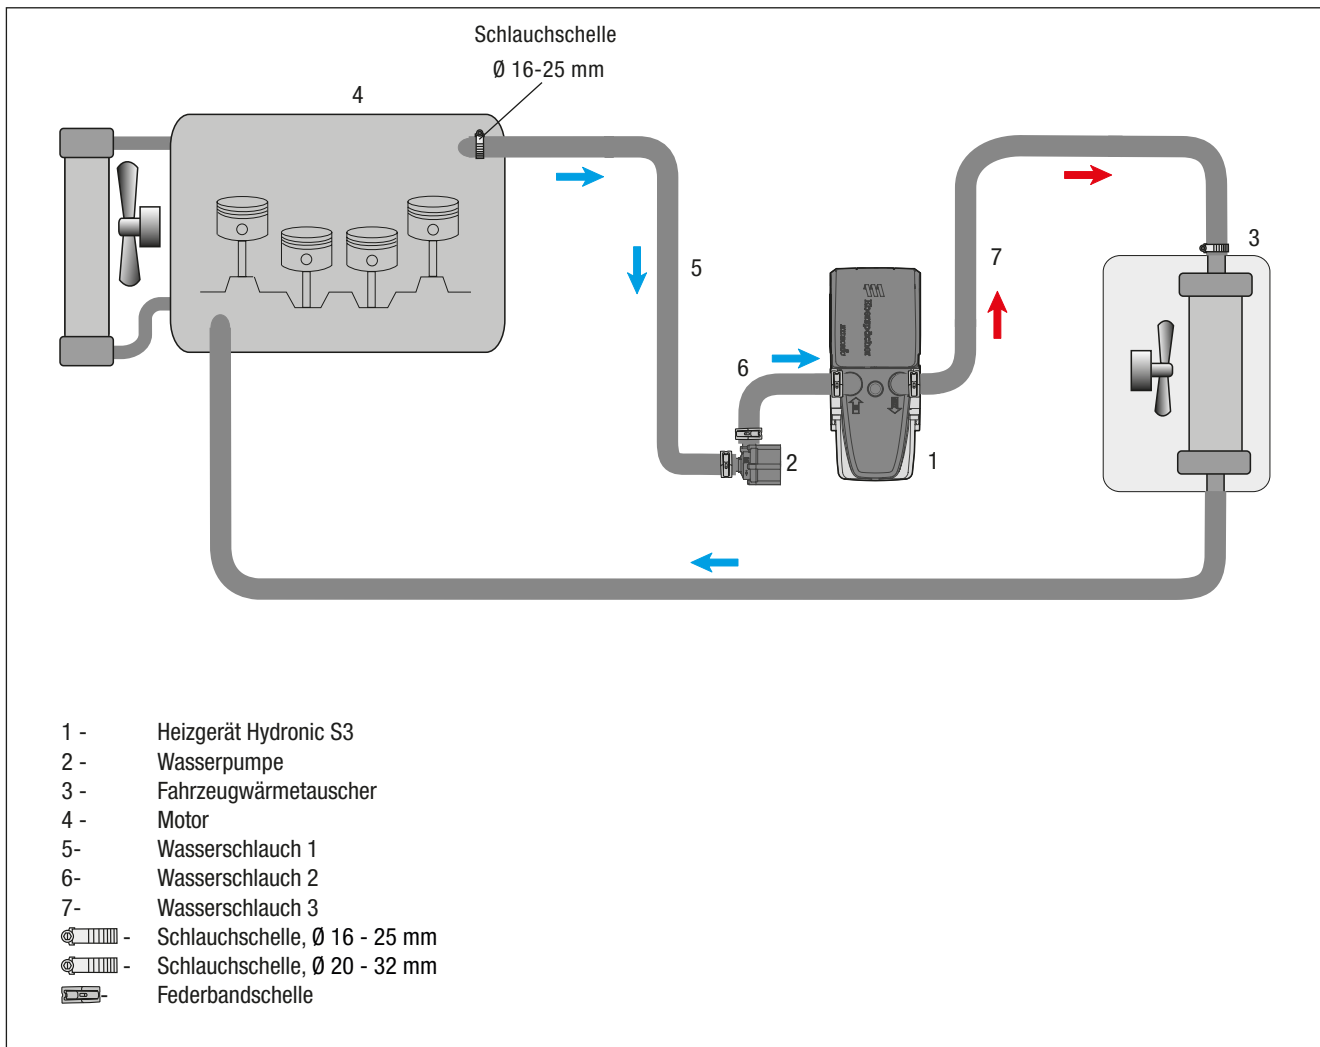 Schlauchschelle
Ø 16-25 mm
4
3
5
7
6
Eberspächer
2
1
1 - Heizgerät Hydronic S3
2 - Wasserpumpe
3 - Fahrzeugwärmetauscher
4 - Motor
5- Wasserschlauch 1
6- Wasserschlauch 2
7- Wasserschlauch 3
- Schlauchschelle, Ø 16 - 25 mm
- Schlauchschelle, Ø 20 - 32 mm
- Federbandschelle